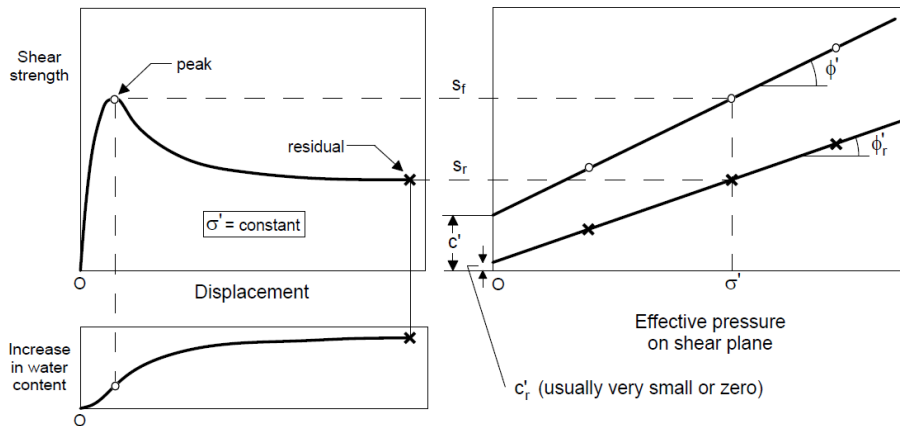 Shear
strength
peak
residual
σ' = constant
O
Displacement
Increase
in water
content
O
s_f
s_r
c'
ϕ'
ϕ'_r
O
σ'
Effective pressure
on shear plane
c'_r (usually very small or zero)